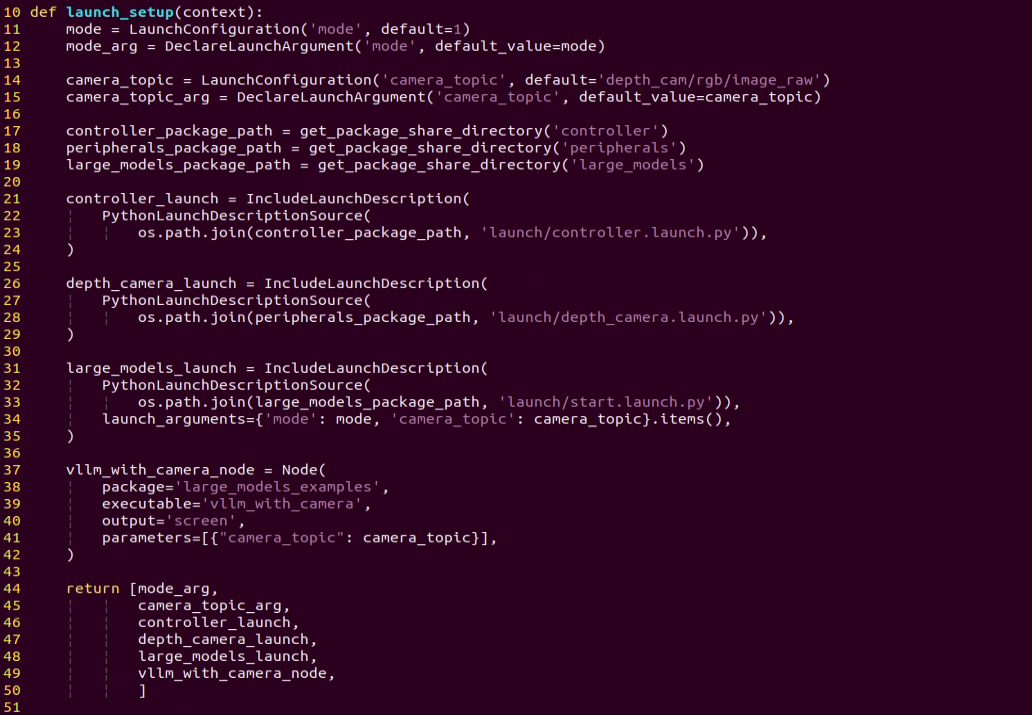 10 def launch_setup(context):
11     mode = LaunchConfiguration('mode', default=1)
12     mode_arg = DeclareLaunchArgument('mode', default_value=mode)
13
14     camera_topic = LaunchConfiguration('camera_topic', default='depth_cam/rgb/image_raw')
15     camera_topic_arg = DeclareLaunchArgument('camera_topic', default_value=camera_topic)
16
17     controller_package_path = get_package_share_directory('controller')
18     peripherals_package_path = get_package_share_directory('peripherals')
19     large_models_package_path = get_package_share_directory('large_models')
20
21     controller_launch = IncludeLaunchDescription(
22         PythonLaunchDescriptionSource(
23             os.path.join(controller_package_path, 'launch/controller.launch.py')),
24     )
25
26     depth_camera_launch = IncludeLaunchDescription(
27         PythonLaunchDescriptionSource(
28             os.path.join(peripherals_package_path, 'launch/depth_camera.launch.py')),
29     )
30
31     large_models_launch = IncludeLaunchDescription(
32         PythonLaunchDescriptionSource(
33             os.path.join(large_models_package_path, 'launch/start.launch.py')),
34         launch_arguments={'mode': mode, 'camera_topic': camera_topic}.items(),
35     )
36
37     vllm_with_camera_node = Node(
38         package='large_models_examples',
39         executable='vllm_with_camera',
40         output='screen',
41         parameters=[{"camera_topic": camera_topic}],
42     )
43
44     return [mode_arg,
45             camera_topic_arg,
46             controller_launch,
47             depth_camera_launch,
48             large_models_launch,
49             vllm_with_camera_node,
50             ]
51